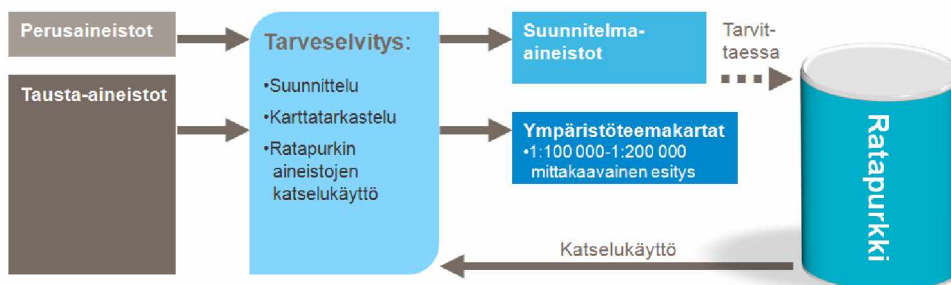 Perusaineistot
Tausta-aineistot
Tarveselvitys:
•Suunnittelu
•Karttatarkastelu
•Ratapurkin
aineistojen
katselukäyttö
Suunnitelma-
aineistot
Ympäristöteemakartat
•1:100 000-1:200 000
mittakaavainen esitys
Tarvit-
taessa
Ratapurkki
Katselukäyttö